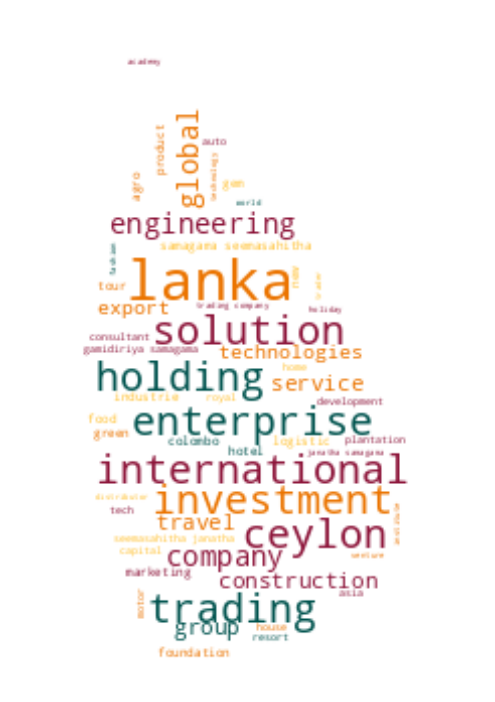 academy
global
product
auto
technology
agro
gem
world
engineering
samagama seemasahitha
lanka
tour
export
trading company
holiday
solution
consultant
gamidiriya samagama
technologies
home
holding
service
industrie
royal
development
enterprise
food
green
colombo
logistic
plantation
hotel
janatha samagama
international
investment
distributor
tech
travel
ceylon
seemasahitha janatha
capital
company
venture
marketing
construction
asia
motor
trading
group
house
resort
foundation